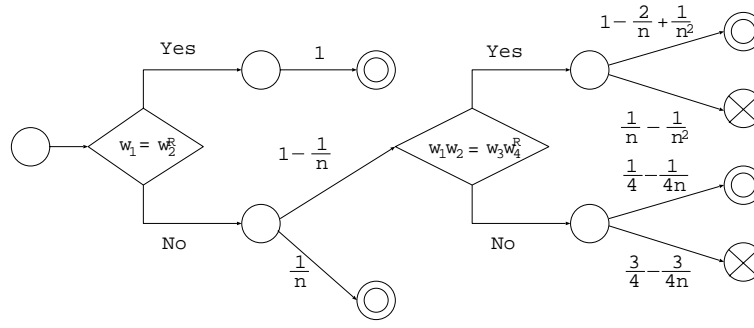 Yes
1
Yes
1 - 2/n + 1/n²
w₁ = w₂ᴿ
1 - 1/n
w₁w₂ = w₃w₄ᴿ
1/n - 1/n²
No
1/n
No
1/4 - 1/4n
3/4 - 3/4n